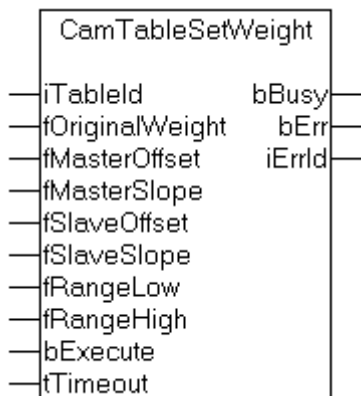 CamTableSetWeight
iTableId bBusy
fOriginalWeight bErr
fMasterOffset iErrId
fMasterSlope
fSlaveOffset
fSlaveSlope
fRangeLow
fRangeHigh
bExecute
tTimeout